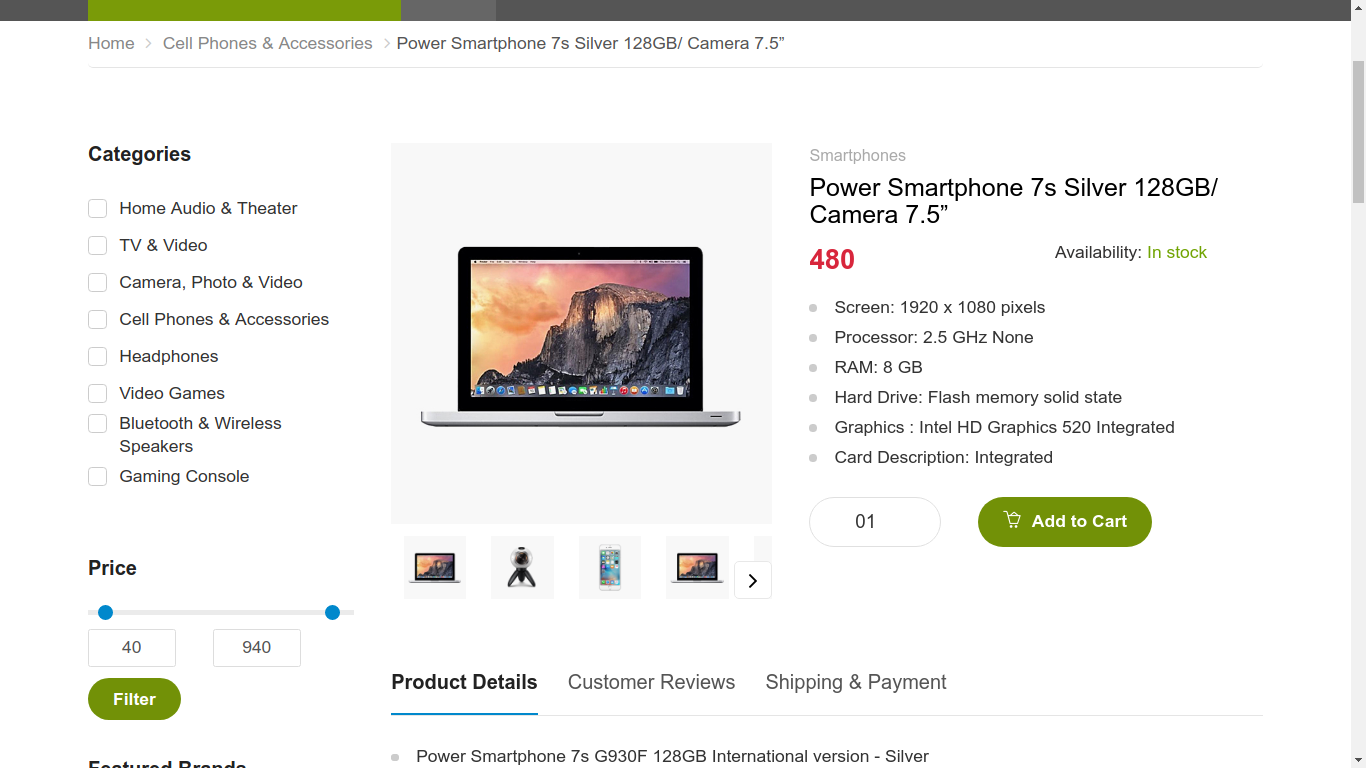 Home
Cell Phones & Accessories
Power Smartphone 7s Silver 128GB/ Camera 7.5”
Categories
Home Audio & Theater
TV & Video
Camera, Photo & Video
Cell Phones & Accessories
Headphones
Video Games
Bluetooth & Wireless
Speakers
Gaming Console
Price
40
940
Filter
Featured Brands
Smartphones
Power Smartphone 7s Silver 128GB/
Camera 7.5”
480
Availability: In stock
Screen: 1920 x 1080 pixels
Processor: 2.5 GHz None
RAM: 8 GB
Hard Drive: Flash memory solid state
Graphics : Intel HD Graphics 520 Integrated
Card Description: Integrated
01
Add to Cart
Product Details
Customer Reviews
Shipping & Payment
Power Smartphone 7s G930F 128GB International version - Silver